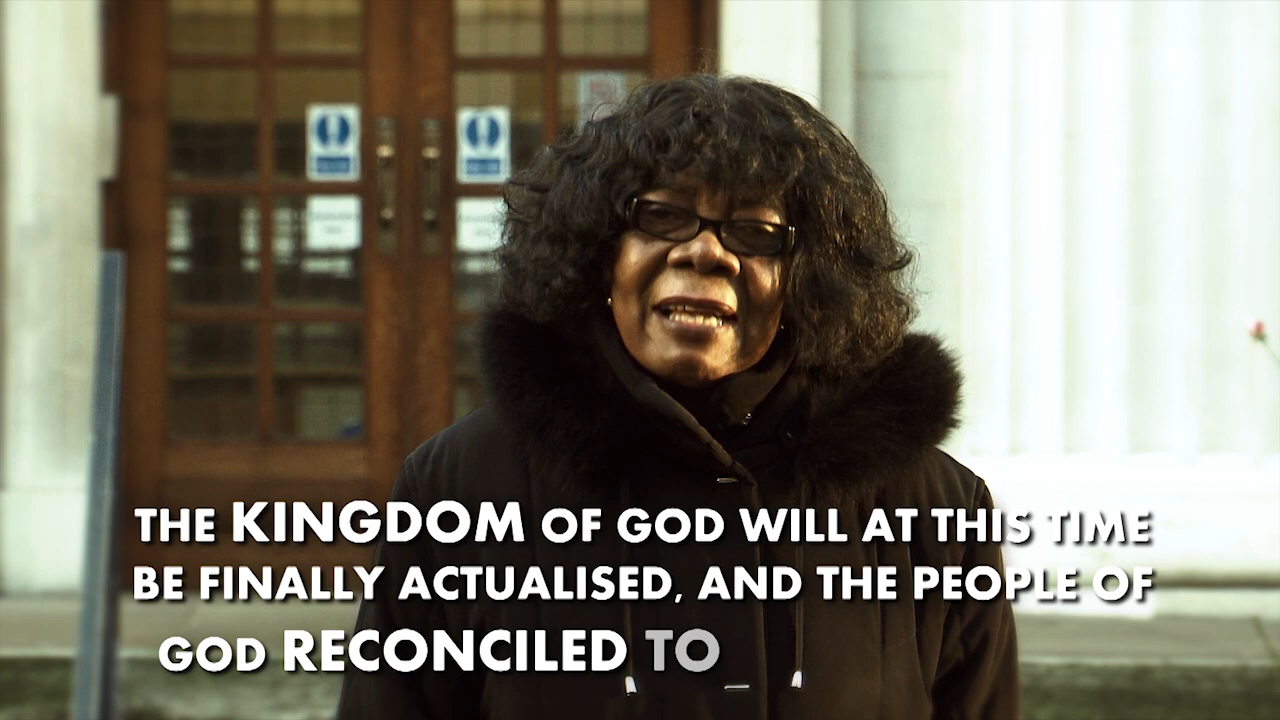 THE KINGDOM OF GOD WILL AT THIS TIME
BE FINALLY ACTUALISED, AND THE PEOPLE OF
GOD RECONCILED TO